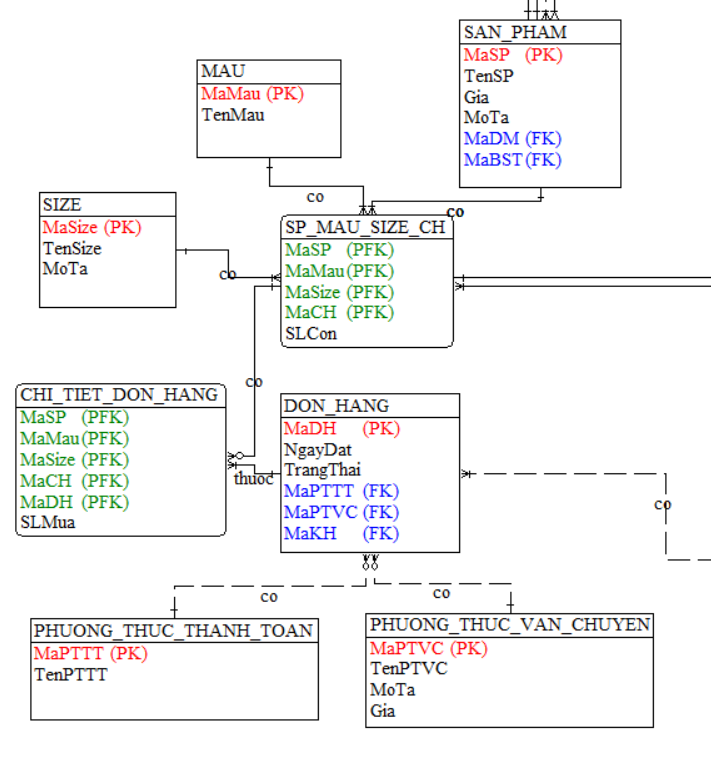 SAN_PHAM
MaSP (PK)
TenSP
Gia
MoTa
MaDM (FK)
MaBST (FK)
MAU
MaMau (PK)
TenMau
co
co
SIZE
MaSize (PK)
TenSize
MoTa
co
SP_MAU_SIZE_CH
MaSP (PFK)
MaMau (PFK)
MaSize (PFK)
MaCH (PFK)
SLCon
co
CHI_TIET_DON_HANG
MaSP (PFK)
MaMau (PFK)
MaSize (PFK)
MaCH (PFK)
MaDH (PFK)
SLMua
thuoc
DON_HANG
MaDH (PK)
NgayDat
TrangThai
MaPTTT (FK)
MaPTVC (FK)
MaKH (FK)
co
co
co
PHUONG_THUC_THANH_TOAN
MaPTTT (PK)
TenPTTT
PHUONG_THUC_VAN_CHUYEN
MaPTVC (PK)
TenPTVC
MoTa
Gia